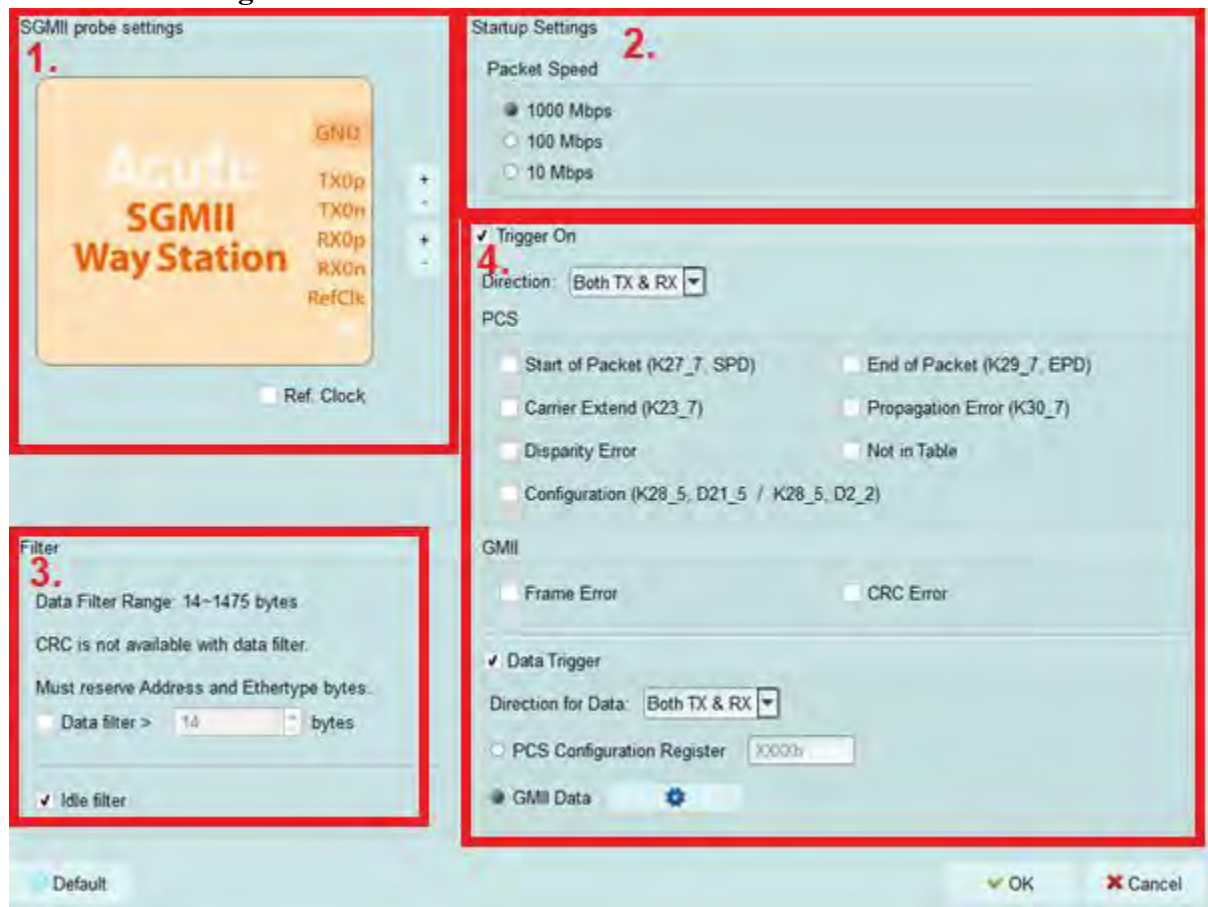 SGMII probe settings
1.
Acute
SGMII
Way Station
GND
TX0p
TX0n
RX0p
RX0n
RefClk
+
-
+
-
Ref. Clock
Startup Settings
2.
Packet Speed
1000 Mbps
100 Mbps
10 Mbps
Filter
3.
Data Filter Range: 14~1475 bytes
CRC is not available with data filter.
Must reserve Address and Ethertype bytes.
Data filter > 14 bytes
Idle filter
Trigger On
4.
Direction: Both TX & RX
PCS
Start of Packet (K27_7, SPD) End of Packet (K29_7, EPD)
Carrier Extend (K23_7) Propagation Error (K30_7)
Disparity Error Not in Table
Configuration (K28_5, D21_5 / K28_5, D2_2)
GMII
Frame Error CRC Error
Data Trigger
Direction for Data: Both TX & RX
PCS Configuration Register XXXXh
GMII Data
Default
OK Cancel